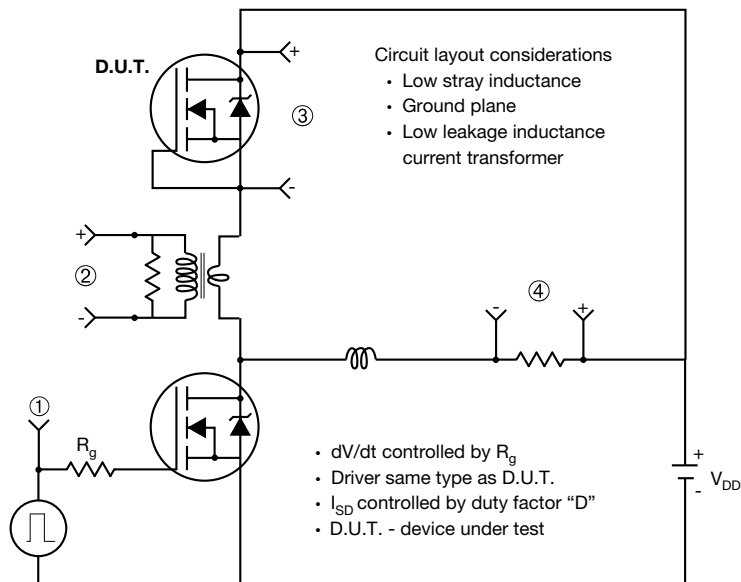 D.U.T.
+
Circuit layout considerations
• Low stray inductance
• Ground plane
• Low leakage inductance
current transformer
③
-
+
②
-
④
- +
①
R_g
• dV/dt controlled by R_g
• Driver same type as D.U.T.
• I_SD controlled by duty factor “D”
• D.U.T. - device under test
+
V_DD
-